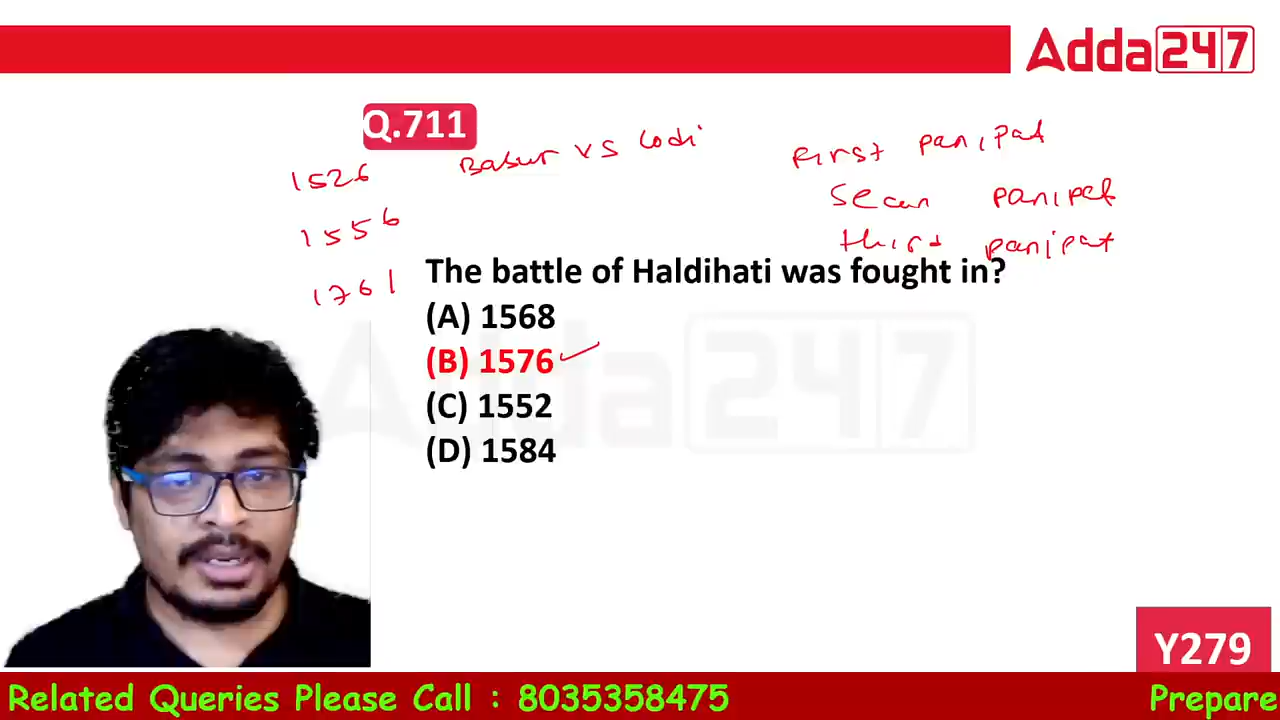 Adda247
Q.711
1526 Babur vs Lodi First panipat
1556 Secon panipat
1761 third panipat
The battle of Haldihati was fought in?
(A) 1568
(B) 1576
(C) 1552
(D) 1584
Adda247
Y279
Related Queries Please Call : 8035358475 Prepare